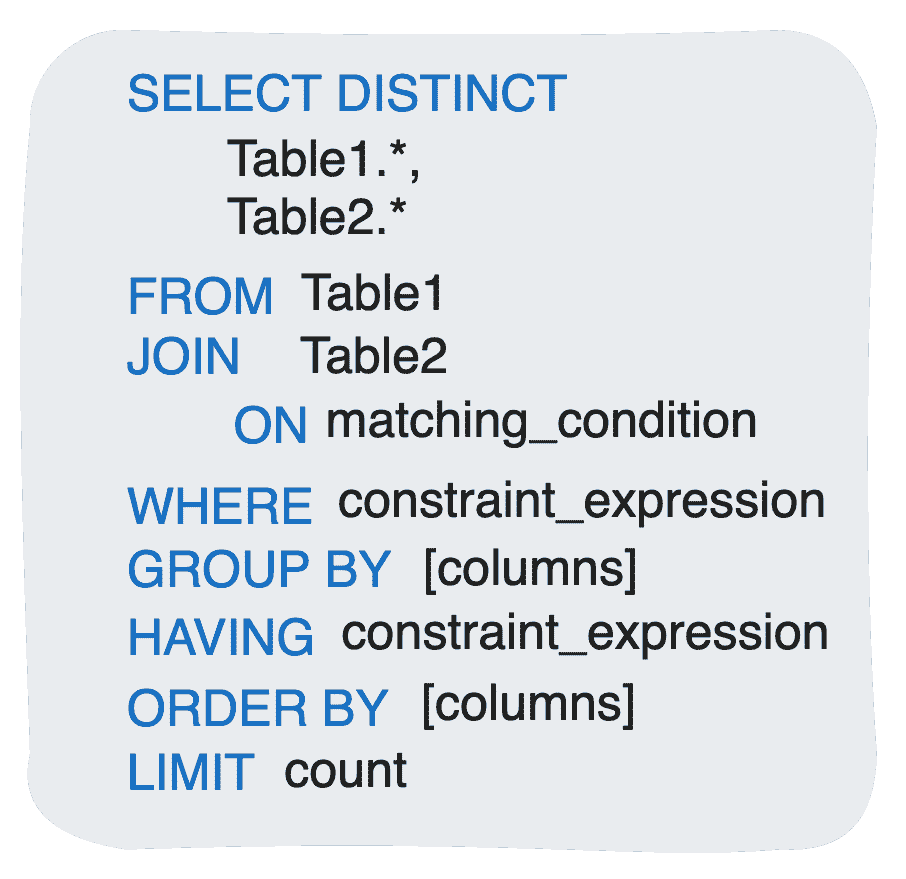 SELECT DISTINCT
Table1.*,
Table2.*
FROM Table1
JOIN Table2
ON matching_condition
WHERE constraint_expression
GROUP BY [columns]
HAVING constraint_expression
ORDER BY [columns]
LIMIT count